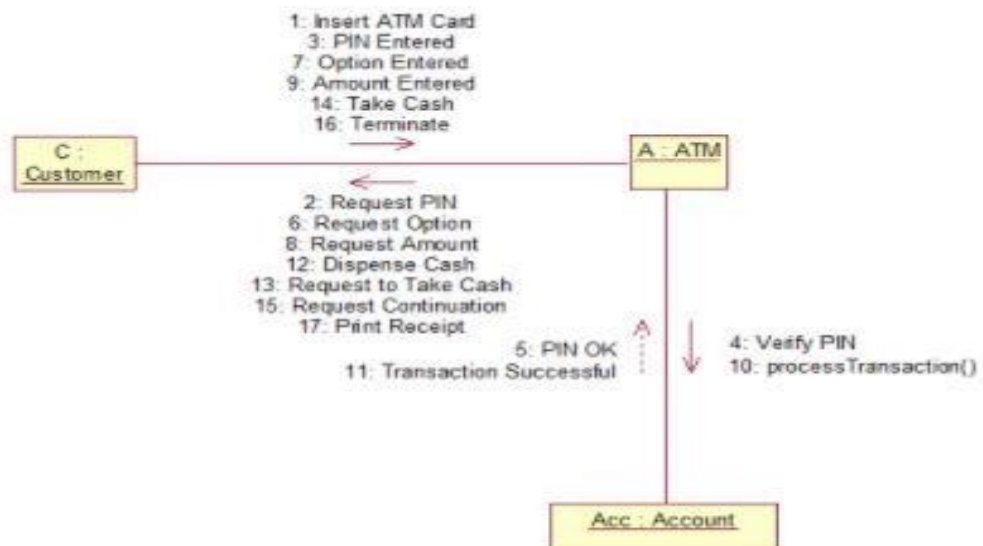 1: Insert ATM Card
3: PIN Entered
7: Option Entered
9: Amount Entered
14: Take Cash
16: Terminate
C :
Customer
A : ATM
2: Request PIN
6: Request Option
8: Request Amount
12: Dispense Cash
13: Request to Take Cash
15: Request Continuation
17: Print Receipt
5: PIN OK
11: Transaction Successful
4: Verify PIN
10: processTransaction()
Acc : Account